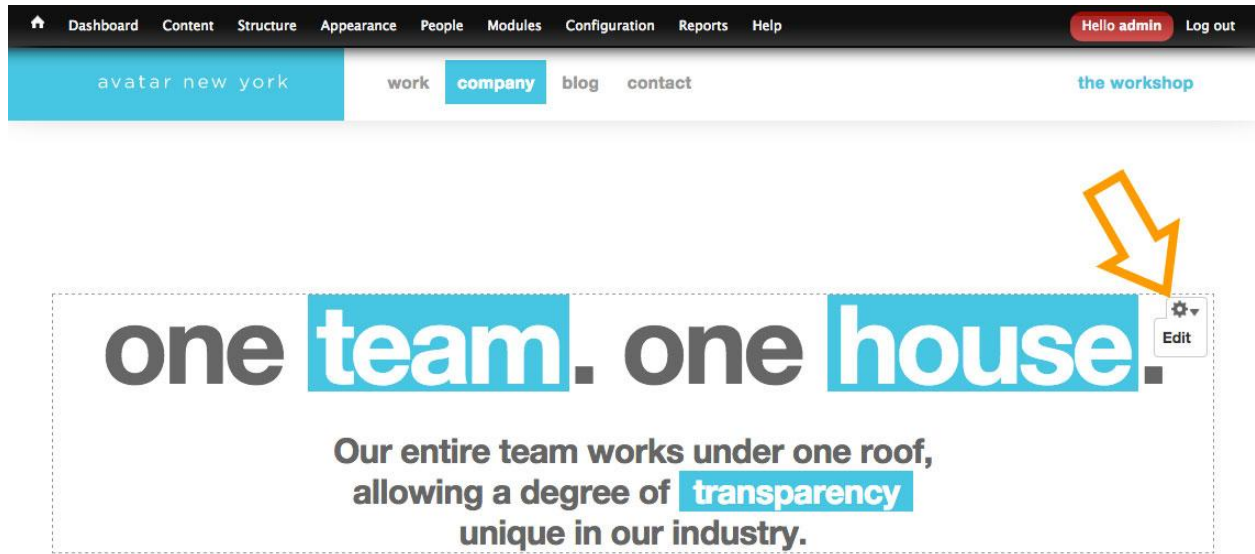 Dashboard Content Structure Appearance People Modules Configuration Reports Help Hello admin Log out
avatar new york work company blog contact the workshop
one team. one house.
Edit
Our entire team works under one roof,
allowing a degree of transparency
unique in our industry.